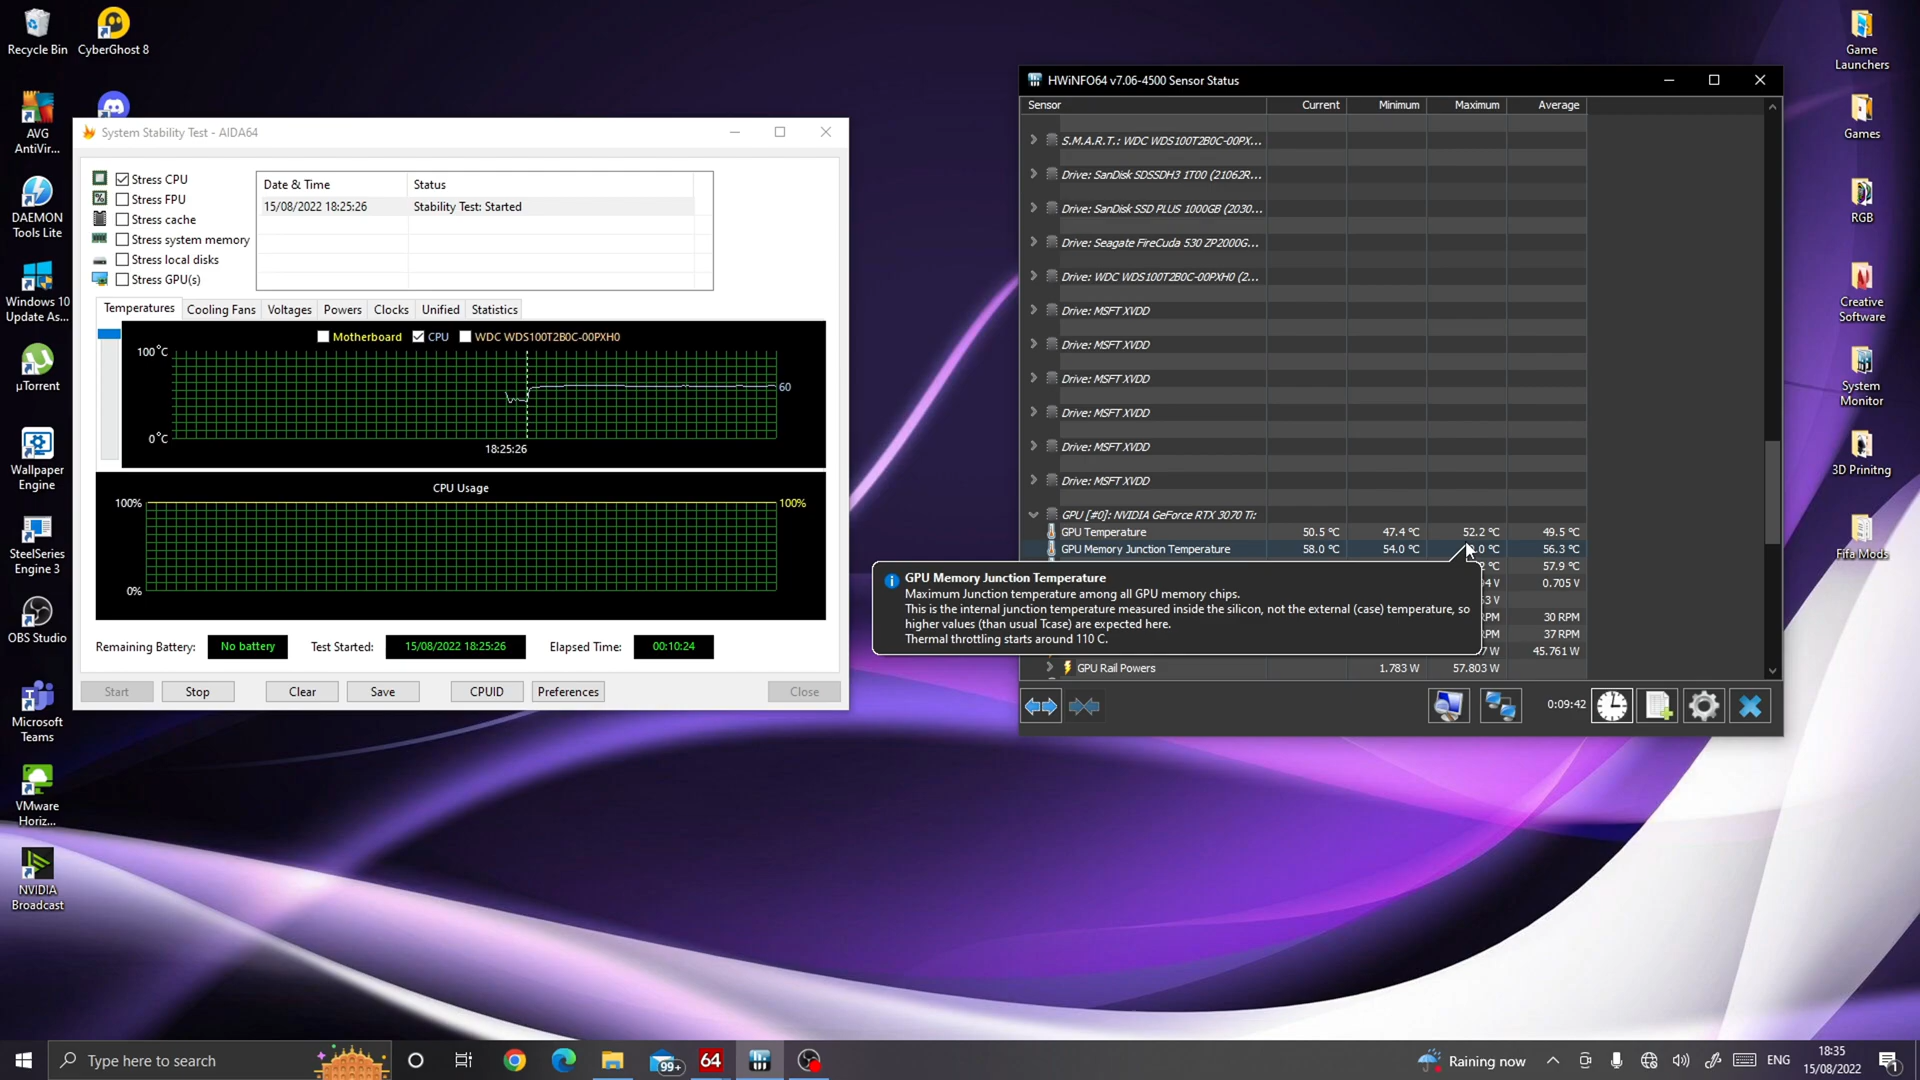 Recycle Bin
CyberGhost 8
AVG
AntiVir...
DAEMON
Tools Lite
Windows 10
Update As...
µTorrent
Wallpaper
Engine
SteelSeries
Engine 3
OBS Studio
Microsoft
Teams
VMware
Horiz...
NVIDIA
Broadcast
System Stability Test - AIDA64
Stress CPU
Stress FPU
Stress cache
Stress system memory
Stress local disks
Stress GPU(s)
Date & Time Status
15/08/2022 18:25:26 Stability Test: Started
Temperatures Cooling Fans Voltages Powers Clocks Unified Statistics
Motherboard CPU WDC WDS100T2B0C-00PXH0
100°C
60
0°C
18:25:26
CPU Usage
100% 100%
0%
Remaining Battery: No battery Test Started: 15/08/2022 18:25:26 Elapsed Time: 00:10:24
Start Stop Clear Save CPUID Preferences Close
HWiNFO64 v7.06-4500 Sensor Status
Sensor Current Minimum Maximum Average
S.M.A.R.T.: WDC WDS100T2B0C-00PX...
Drive: SanDisk SDSSDH3 1T00 (21062R...
Drive: SanDisk SSD PLUS 1000GB (2030...
Drive: Seagate FireCuda 530 ZP2000G...
Drive: WDC WDS100T2B0C-00PXH0 (2...
Drive: MSFT XVDD
Drive: MSFT XVDD
Drive: MSFT XVDD
Drive: MSFT XVDD
Drive: MSFT XVDD
Drive: MSFT XVDD
GPU [#0]: NVIDIA GeForce RTX 3070 Ti:
GPU Temperature 50.5 °C 47.4 °C 52.2 °C 49.5 °C
GPU Memory Junction Temperature 58.0 °C 54.0 °C .0 °C 56.3 °C
2 °C 57.9 °C
4 V 0.705 V
3 V
PM 30 RPM
PM 37 RPM
7 W 45.761 W
GPU Rail Powers 1.783 W 57.803 W
GPU Memory Junction Temperature
Maximum Junction temperature among all GPU memory chips.
This is the internal junction temperature measured inside the silicon, not the external (case) temperature, so
higher values (than usual Tcase) are expected here.
Thermal throttling starts around 110 C.
0:09:42
Game
Launchers
Games
RGB
Creative
Software
System
Monitor
3D Prinitng
Fifa Mods
Type here to search
99+
64
Raining now
ENG
18:35
15/08/2022
1